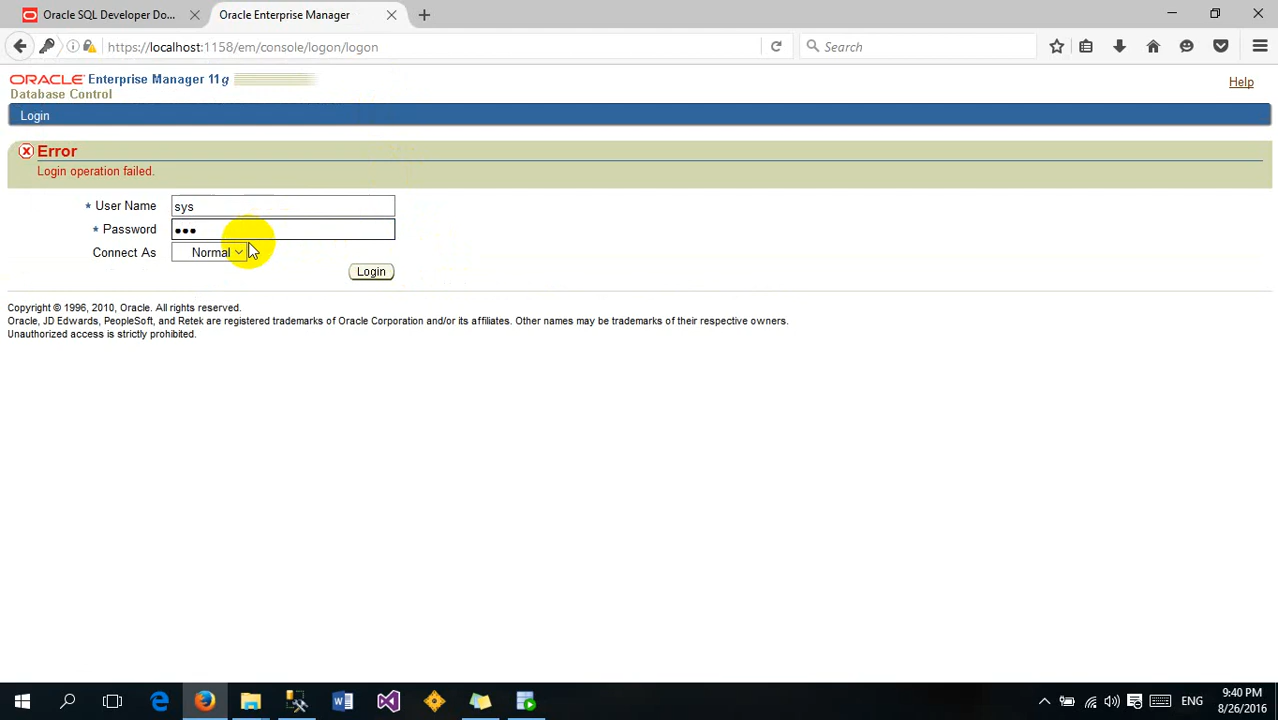 Oracle SQL Developer Do...
Oracle Enterprise Manager
https://localhost:1158/em/console/logon/logon
Search
ORACLE Enterprise Manager 11g
Database Control
Help
Login
Error
Login operation failed.
* User Name sys
* Password •••
Connect As Normal
Login
Copyright © 1996, 2010, Oracle. All rights reserved.
Oracle, JD Edwards, PeopleSoft, and Retek are registered trademarks of Oracle Corporation and/or its affiliates. Other names may be trademarks of their respective owners.
Unauthorized access is strictly prohibited.
ENG
9:40 PM
8/26/2016